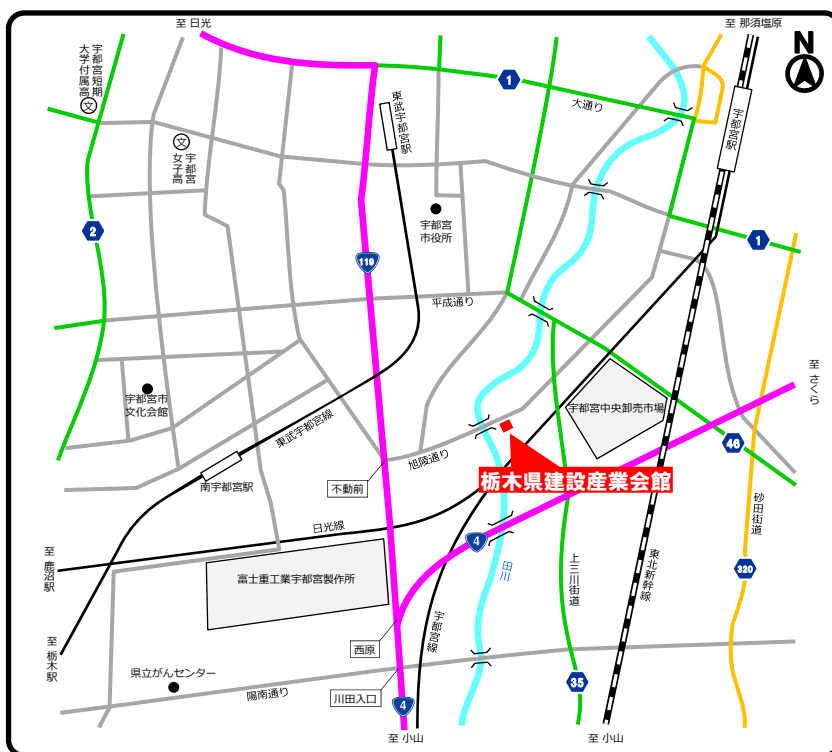 至 日光
至 那須塩原
N
宇都宮短期
大学付属高
文
1
大通り
東武宇都宮駅
宇都宮駅
文
宇都宮
女子高
宇都宮
市役所
2
1
119
平成通り
至 さくら
宇都宮市
文化会館
宇都宮中央卸売市場
東武宇都宮線
旭陵通り
46
南宇都宮駅
不動前
栃木県建設産業会館
砂田街道
日光線
4
至 鹿沼駅
田川
上三川街道
東北新幹線
320
富士重工業宇都宮製作所
宇都宮線
至 栃木駅
西原
県立がんセンター
陽南通り
川田入口
35
4
至 小山
至 小山